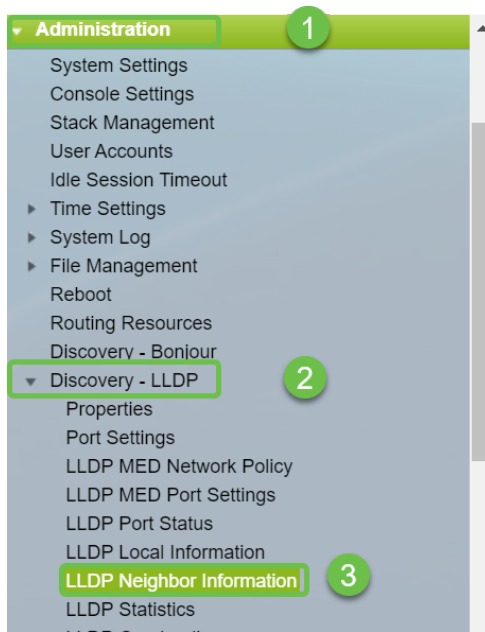 Administration 1
System Settings
Console Settings
Stack Management
User Accounts
Idle Session Timeout
Time Settings
System Log
File Management
Reboot
Routing Resources
Discovery - Bonjour
Discovery - LLDP 2
Properties
Port Settings
LLDP MED Network Policy
LLDP MED Port Settings
LLDP Port Status
LLDP Local Information
LLDP Neighbor Information 3
LLDP Statistics